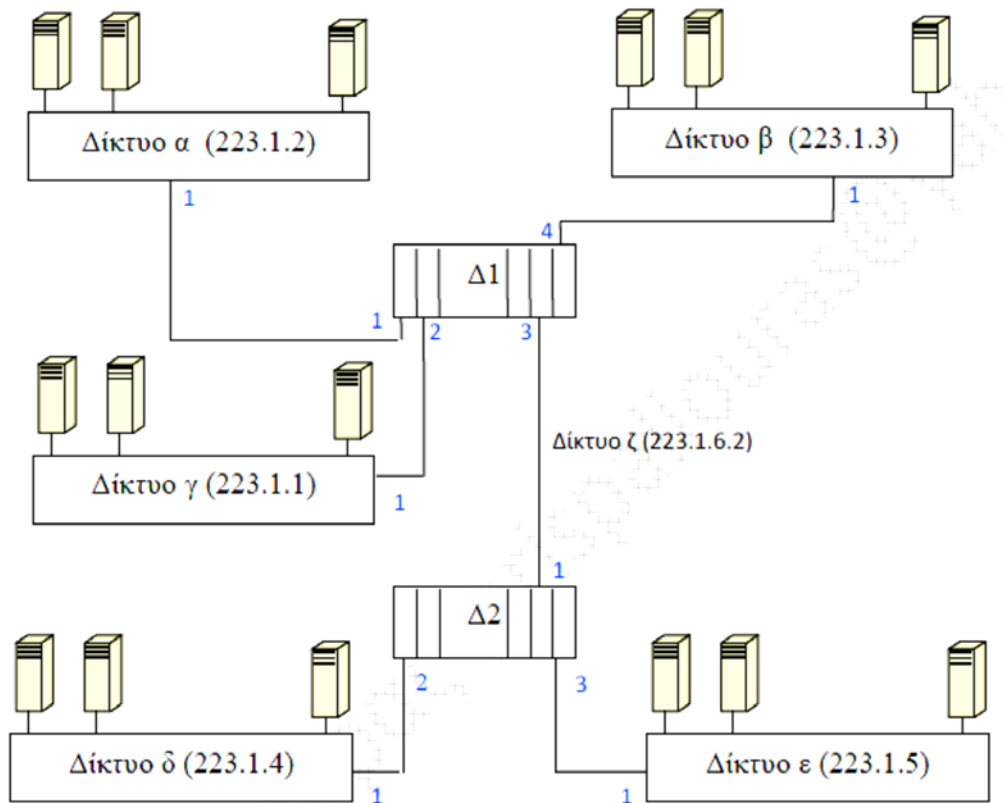 Δίκτυο α (223.1.2)
Δίκτυο β (223.1.3)
1
1
4
Δ1
1
2
3
Δίκτυο ζ (223.1.6.2)
Δίκτυο γ (223.1.1)
1
1
Δ2
2
3
Δίκτυο δ (223.1.4)
Δίκτυο ε (223.1.5)
1
1